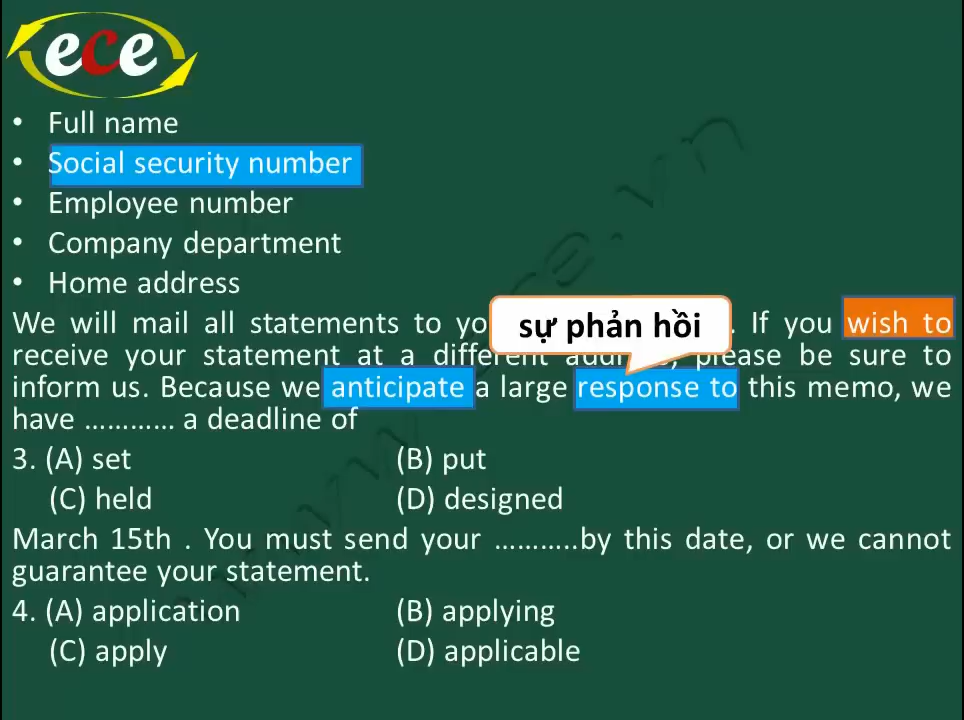 ece
• Full name
• Social security number
• Employee number
• Company department
• Home address
sự phản hồi
We will mail all statements to . If you wish to
receive your statement at a different address, please be sure to
inform us. Because we anticipate a large response to this memo, we
have ………… a deadline of
3. (A) set (B) put
(C) held (D) designed
March 15th . You must send your ………..by this date, or we cannot
guarantee your statement.
4. (A) application (B) applying
(C) apply (D) applicable